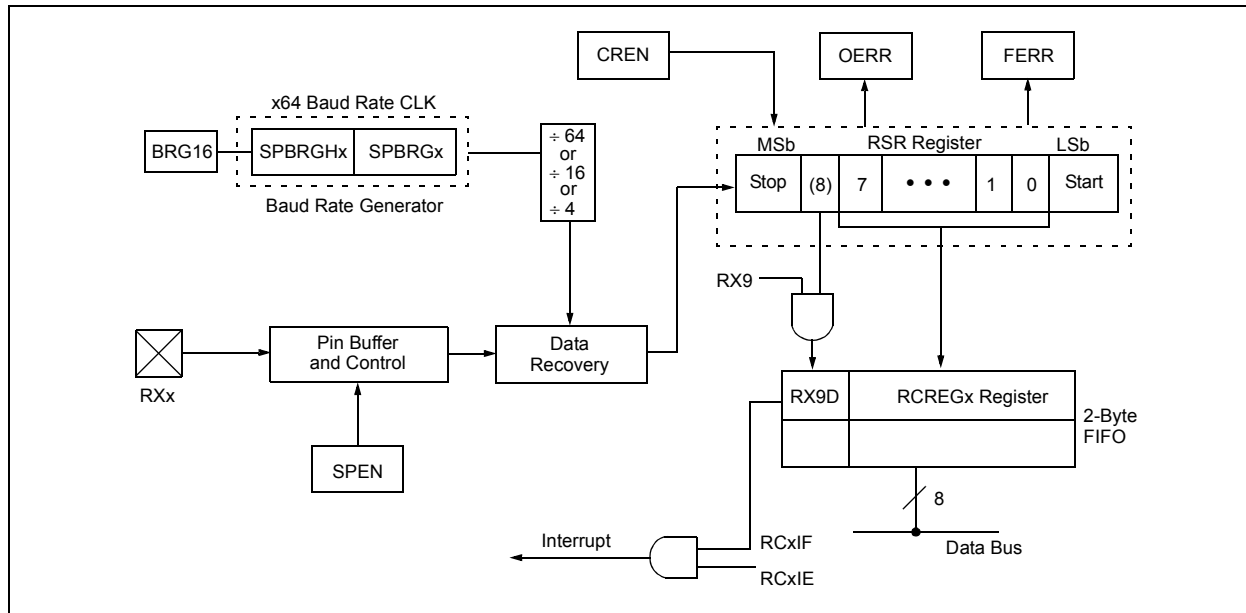 CREN
OERR
FERR
x64 Baud Rate CLK
BRG16
SPBRGHx
SPBRGx
Baud Rate Generator
÷ 64
or
÷ 16
or
÷ 4
MSb
RSR Register
LSb
Stop
(8)
7
• • •
1
0
Start
RX9
RXx
Pin Buffer
and Control
Data
Recovery
SPEN
RX9D
RCREGx Register
2-Byte
FIFO
8
Data Bus
Interrupt
RCxIF
RCxIE